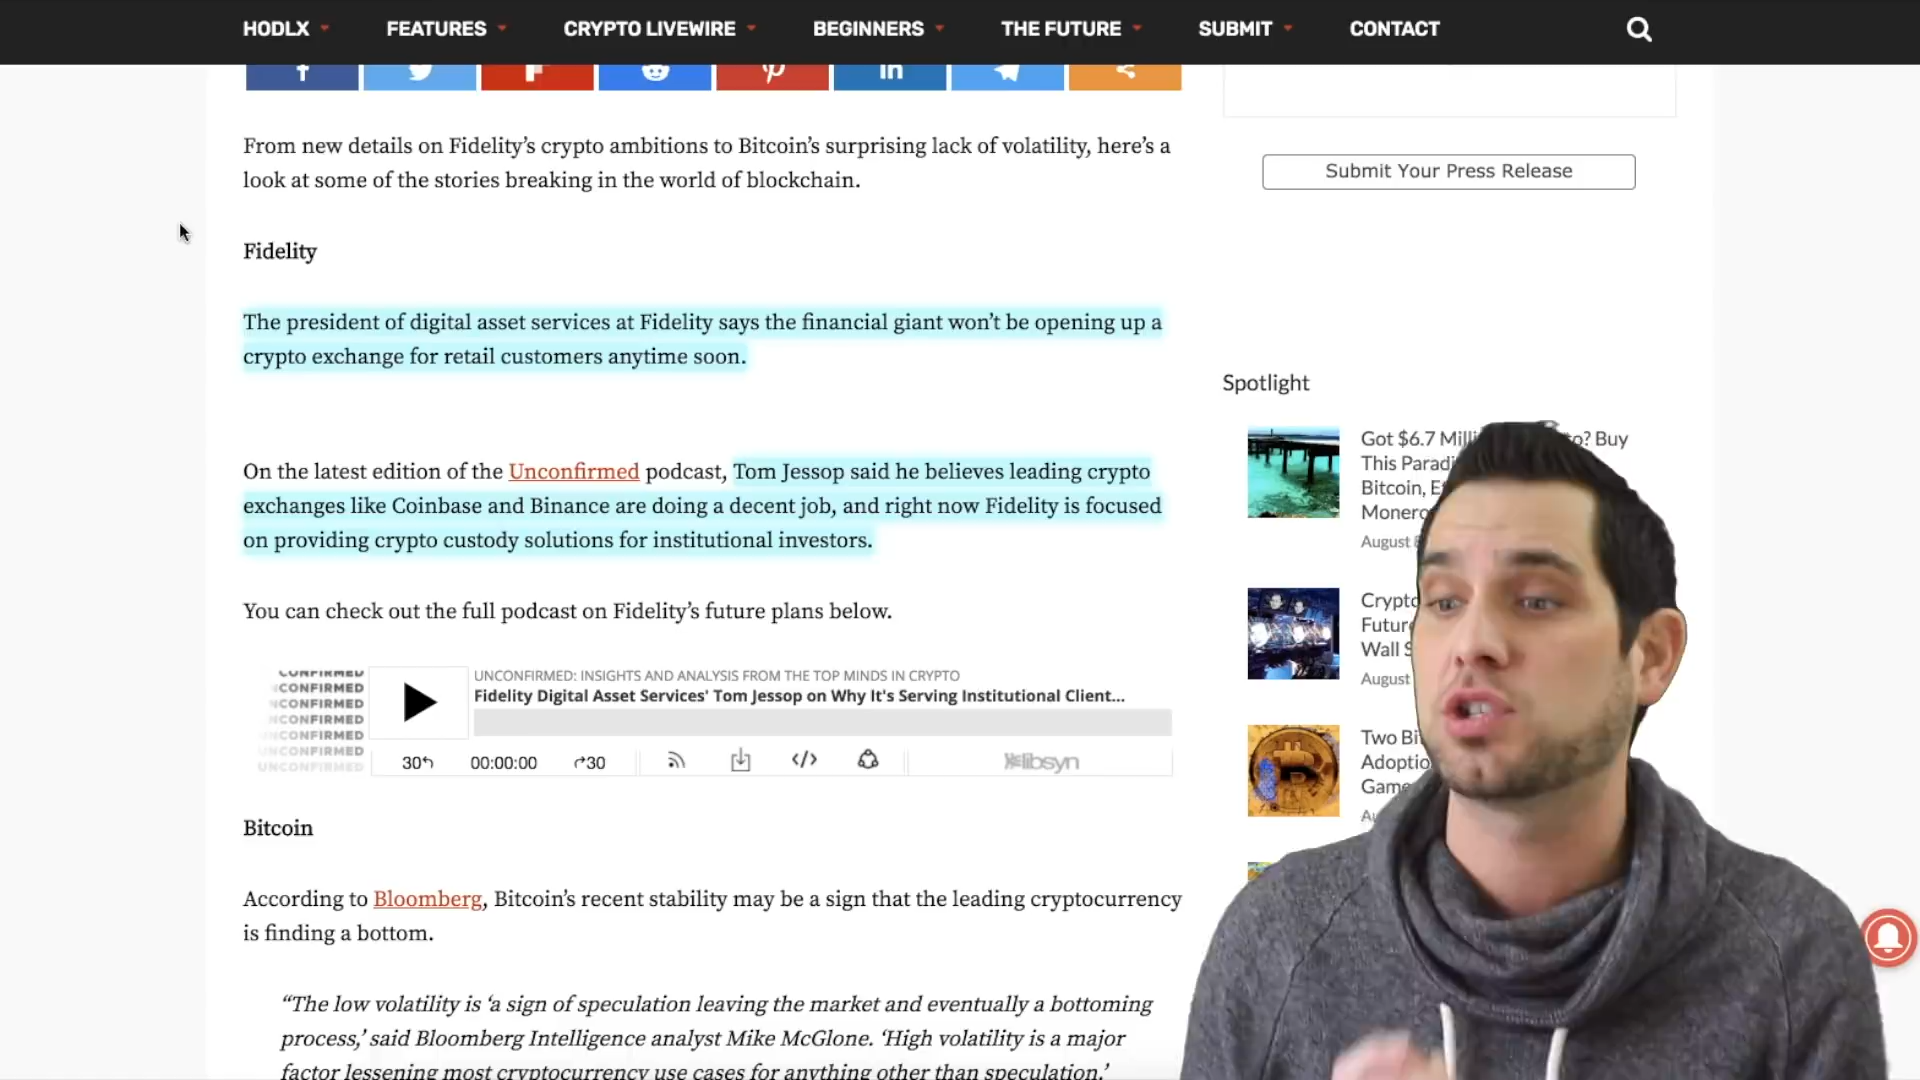 HODLX FEATURES CRYPTO LIVEWIRE BEGINNERS THE FUTURE SUBMIT CONTACT
From new details on Fidelity’s crypto ambitions to Bitcoin’s surprising lack of volatility, here’s a
look at some of the stories breaking in the world of blockchain.
Fidelity
The president of digital asset services at Fidelity says the financial giant won’t be opening up a
crypto exchange for retail customers anytime soon.
On the latest edition of the Unconfirmed podcast, Tom Jessop said he believes leading crypto
exchanges like Coinbase and Binance are doing a decent job, and right now Fidelity is focused
on providing crypto custody solutions for institutional investors.
You can check out the full podcast on Fidelity’s future plans below.
UNCONFIRMED: INSIGHTS AND ANALYSIS FROM THE TOP MINDS IN CRYPTO
Fidelity Digital Asset Services' Tom Jessop on Why It's Serving Institutional Client...
30 00:00:00 30 libsyn
Bitcoin
According to Bloomberg, Bitcoin’s recent stability may be a sign that the leading cryptocurrency
is finding a bottom.
“The low volatility is ‘a sign of speculation leaving the market and eventually a bottoming
process,’ said Bloomberg Intelligence analyst Mike McGlone. ‘High volatility is a major
factor lessening most cryptocurrency use cases for anything other than speculation.’
Submit Your Press Release
Spotlight
Got $6.7 to? Buy
This
Bitcoin,
August
Wall
August
Two